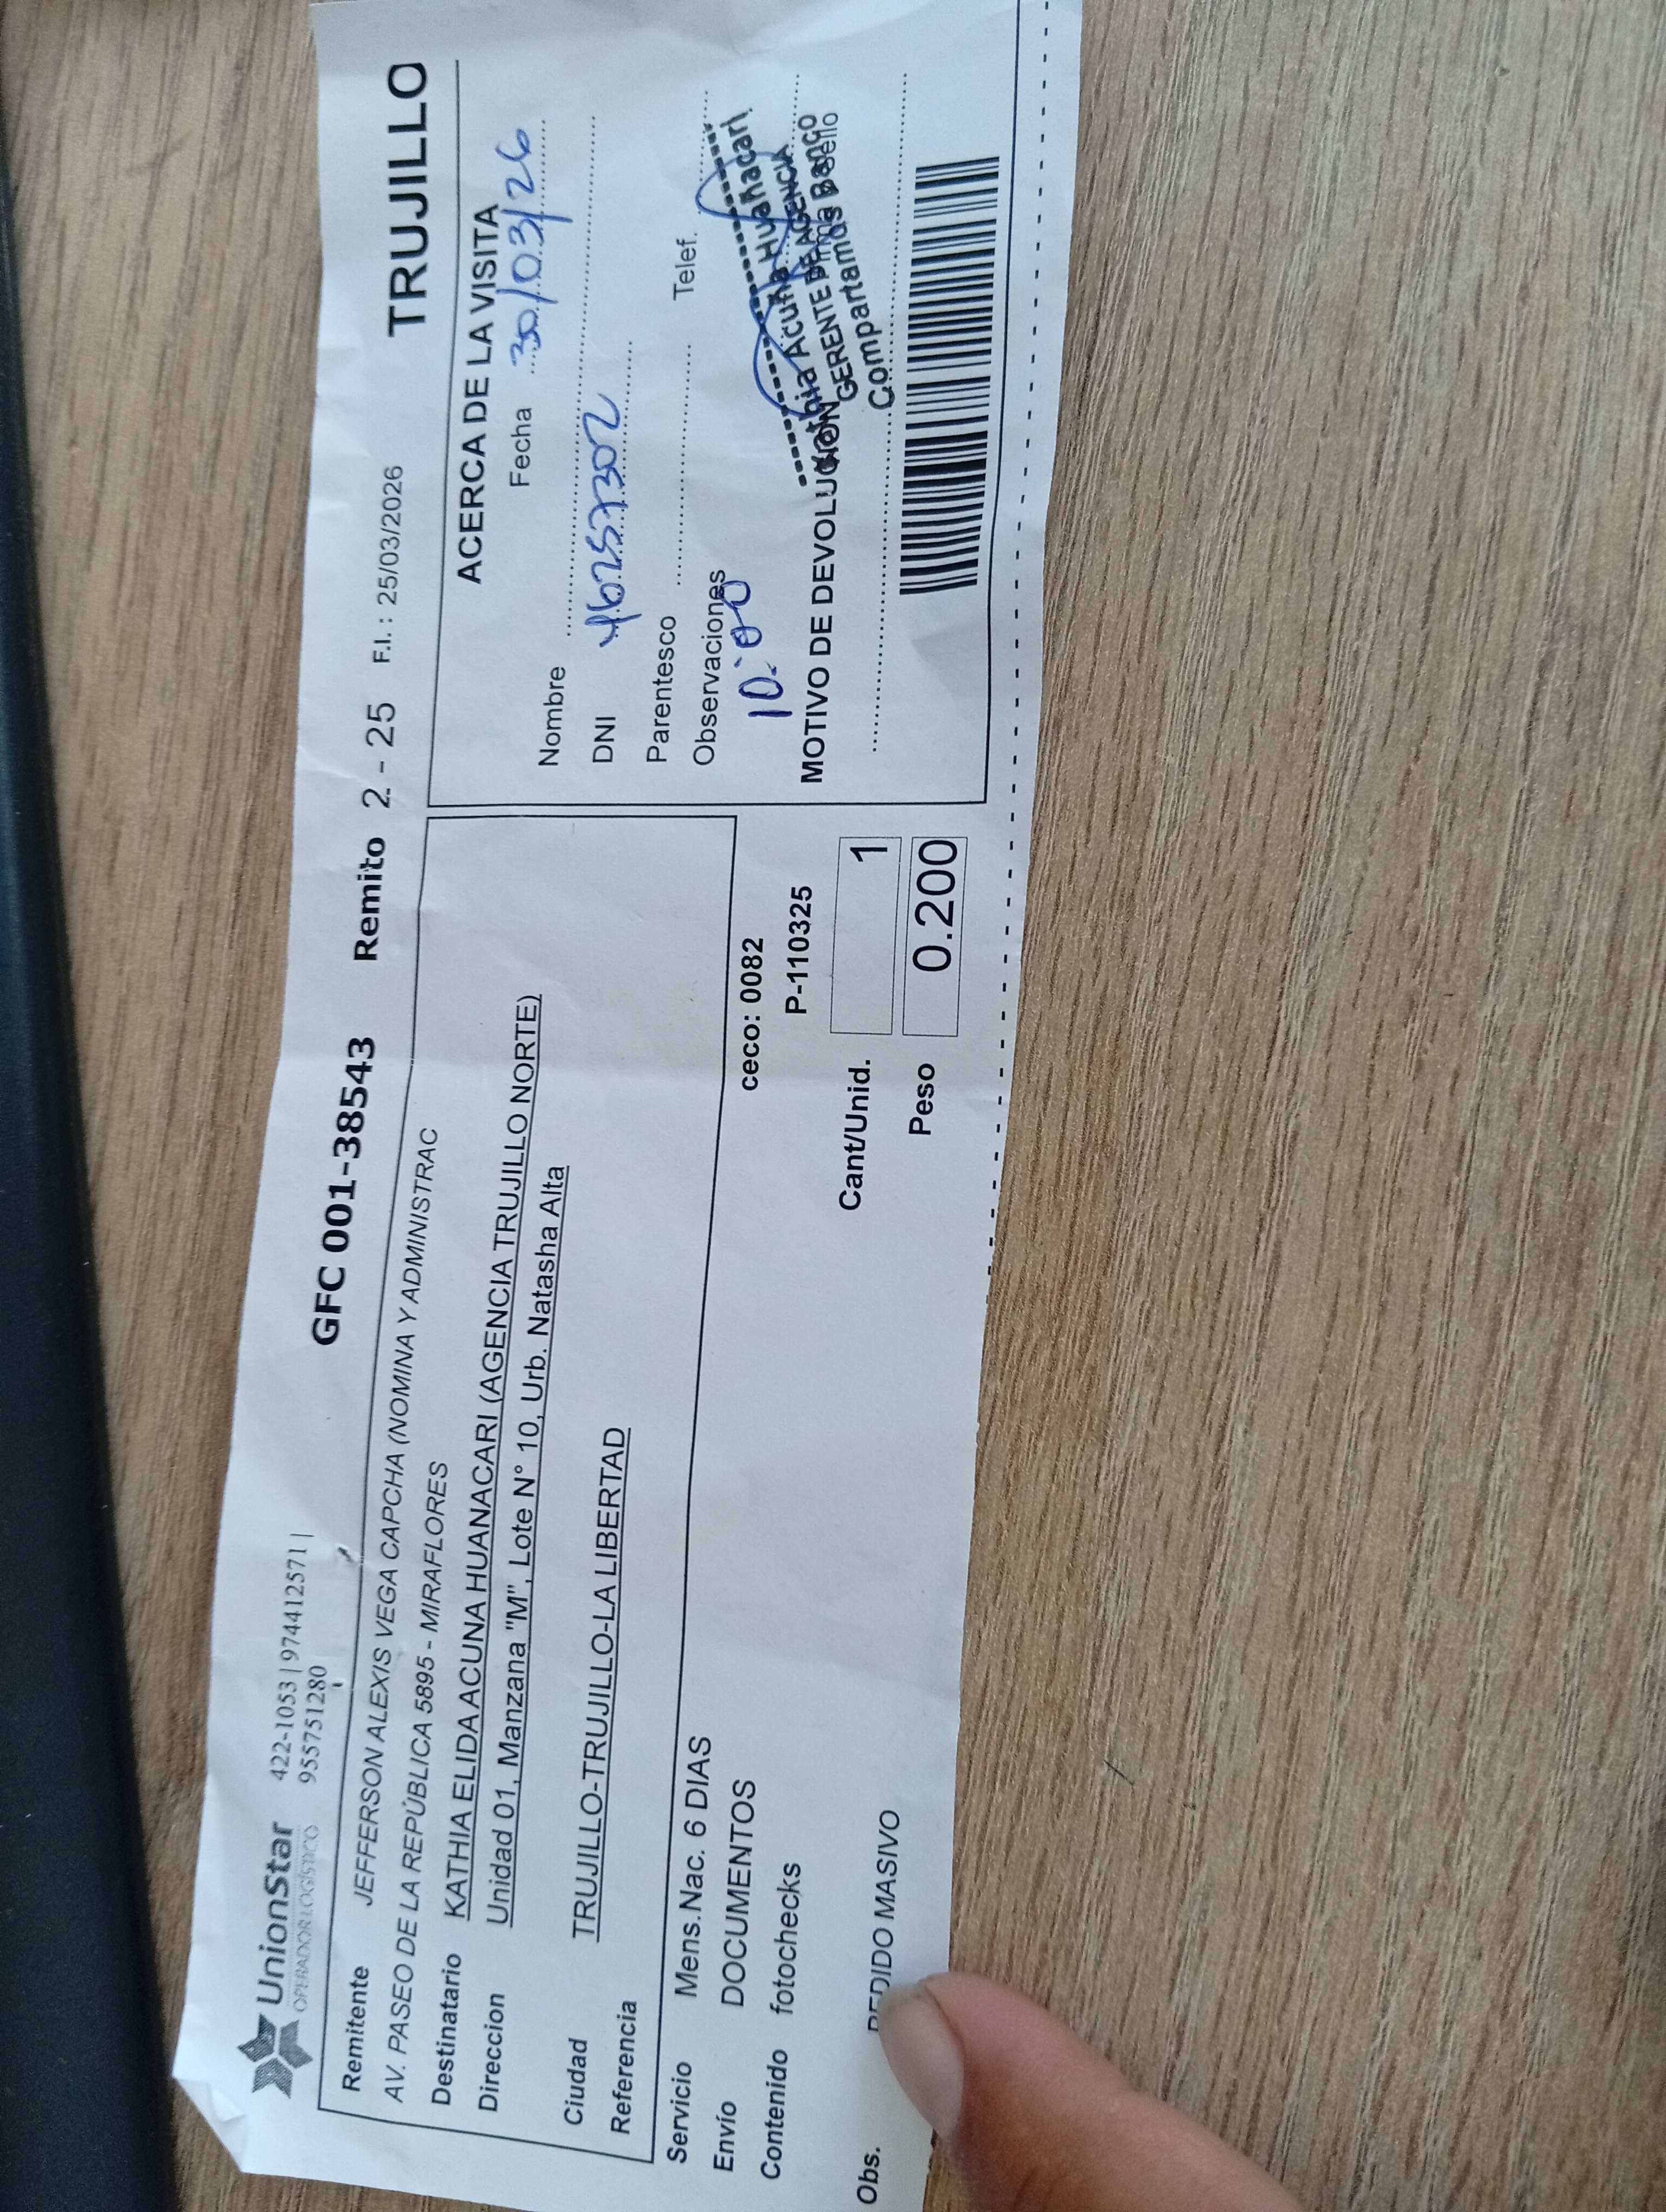 UnionStar 422-1053 | 974412571 |
OPERADOR LOGÍSTICO 955751280
GFC 001-38543 Remito 2 - 25 F.I. : 25/03/2026 TRUJILLO
Remitente JEFFERSON ALEXIS VEGA CAPCHA (NOMINA Y ADMINISTRAC
AV. PASEO DE LA REPÚBLICA 5895 - MIRAFLORES
Destinatario KATHIA ELIDA ACUNA HUANACARI (AGENCIA TRUJILLO NORTE)
Direccion Unidad 01, Manzana "M", Lote N° 10, Urb. Natasha Alta
Ciudad TRUJILLO-TRUJILLO-LA LIBERTAD
Referencia
Servicio Mens.Nac. 6 DIAS
Envío DOCUMENTOS
Contenido fotochecks
Obs. PEDIDO MASIVO
ceco: 0082
P-110325
Cant/Unid. 1
Peso 0.200
ACERCA DE LA VISITA
Fecha 30/03/26
Nombre
DNI 46257302
Parentesco
Telef.
Observaciones
10:00
Kathia Acuña Huañacari
GERENTE DE AGENCIA
Compartamos Banco
MOTIVO DE DEVOLUCIÓN